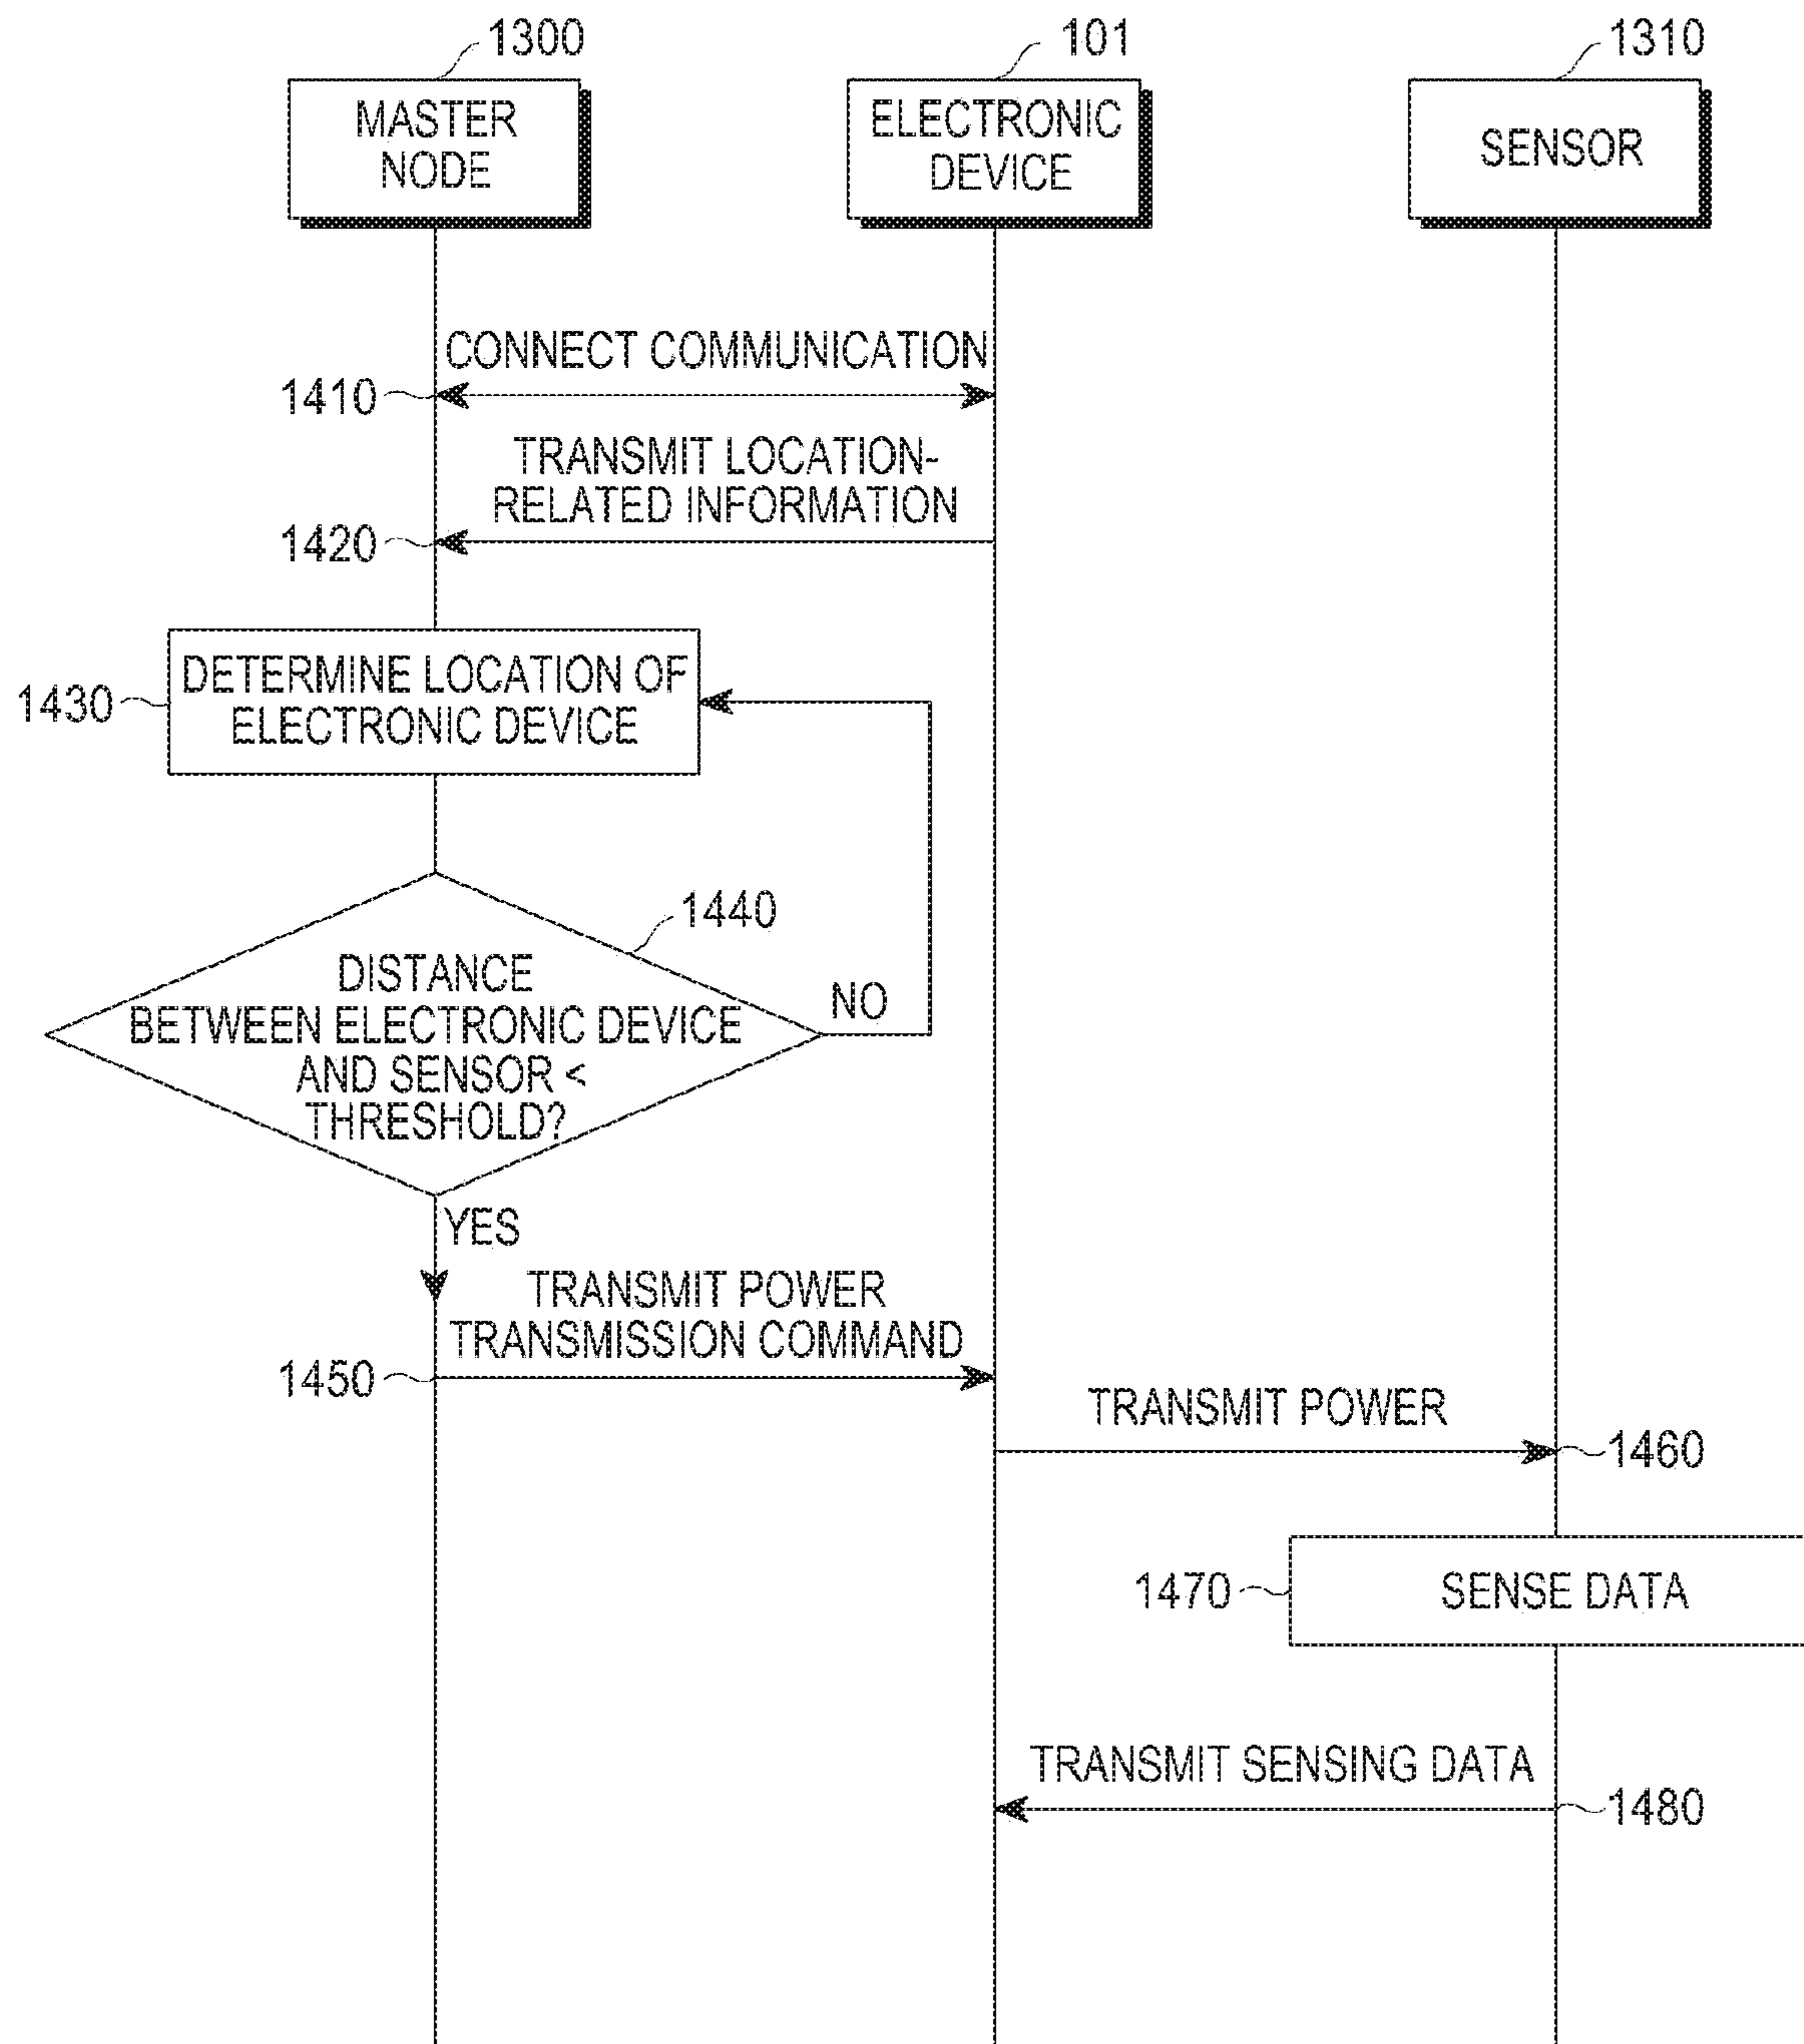 1300
101
1310
MASTER
NODE
ELECTRONIC
DEVICE
SENSOR
CONNECT COMMUNICATION
1410
TRANSMIT LOCATION-
RELATED INFORMATION
1420
1430
DETERMINE LOCATION OF
ELECTRONIC DEVICE
1440
DISTANCE
BETWEEN ELECTRONIC DEVICE
AND SENSOR <
THRESHOLD?
NO
YES
TRANSMIT POWER
TRANSMISSION COMMAND
1450
TRANSMIT POWER
1460
1470
SENSE DATA
TRANSMIT SENSING DATA
1480